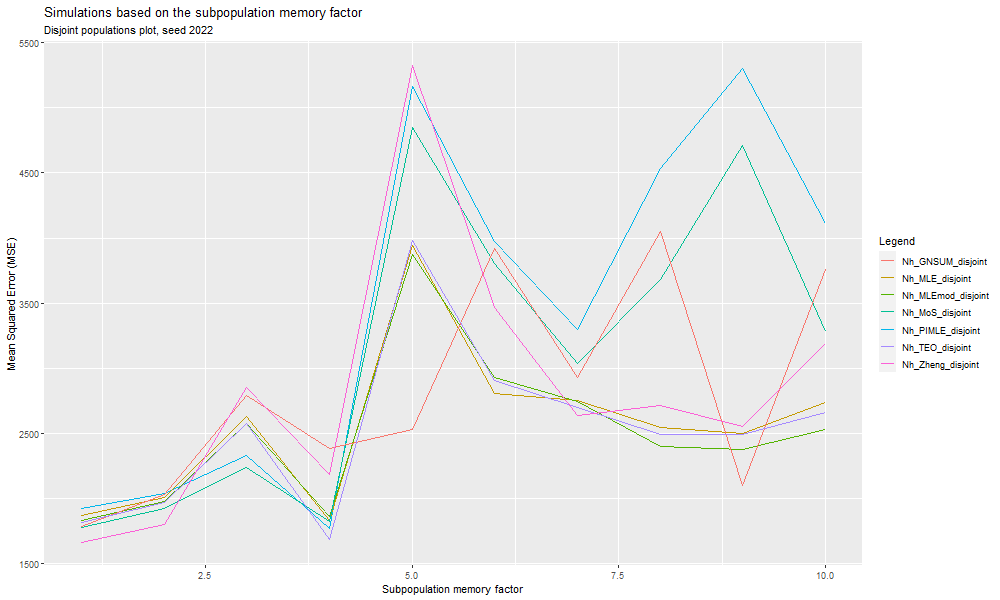 Simulations based on the subpopulation memory factor
Disjoint populations plot, seed 2022
5500
4500
3500
2500
1500
Mean Squared Error (MSE)
2.5
5.0
7.5
10.0
Subpopulation memory factor
Legend
Nh_GNSUM_disjoint
Nh_MLE_disjoint
Nh_MLEmod_disjoint
Nh_MoS_disjoint
Nh_PIMLE_disjoint
Nh_TEO_disjoint
Nh_Zheng_disjoint